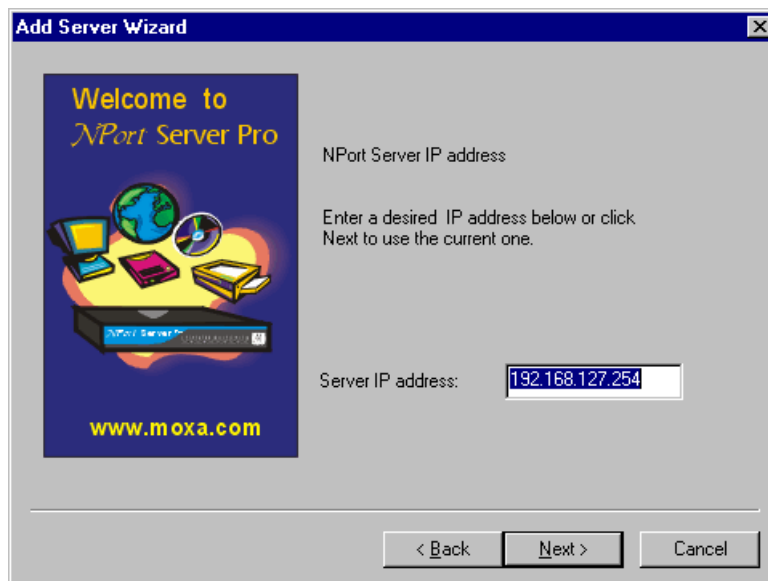 Add Server Wizard
Welcome to
NPort Server Pro
NPort Server IP address
Enter a desired IP address below or click
Next to use the current one.
NPort Server
Server IP address:
192.168.127.254
www.moxa.com
< Back
Next >
Cancel